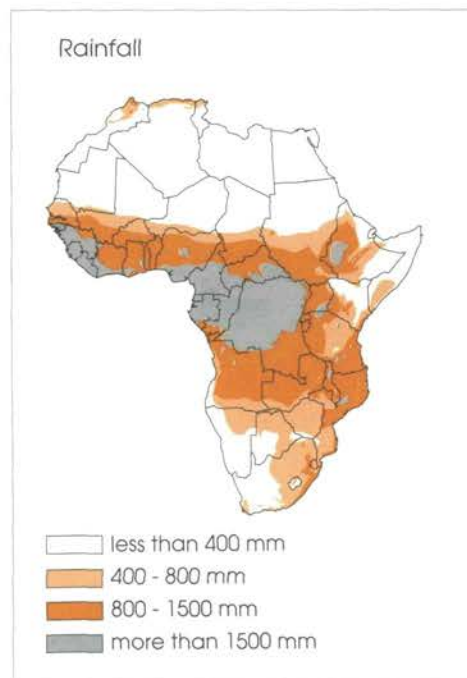 Rainfall
less than 400 mm
400 - 800 mm
800 - 1500 mm
more than 1500 mm